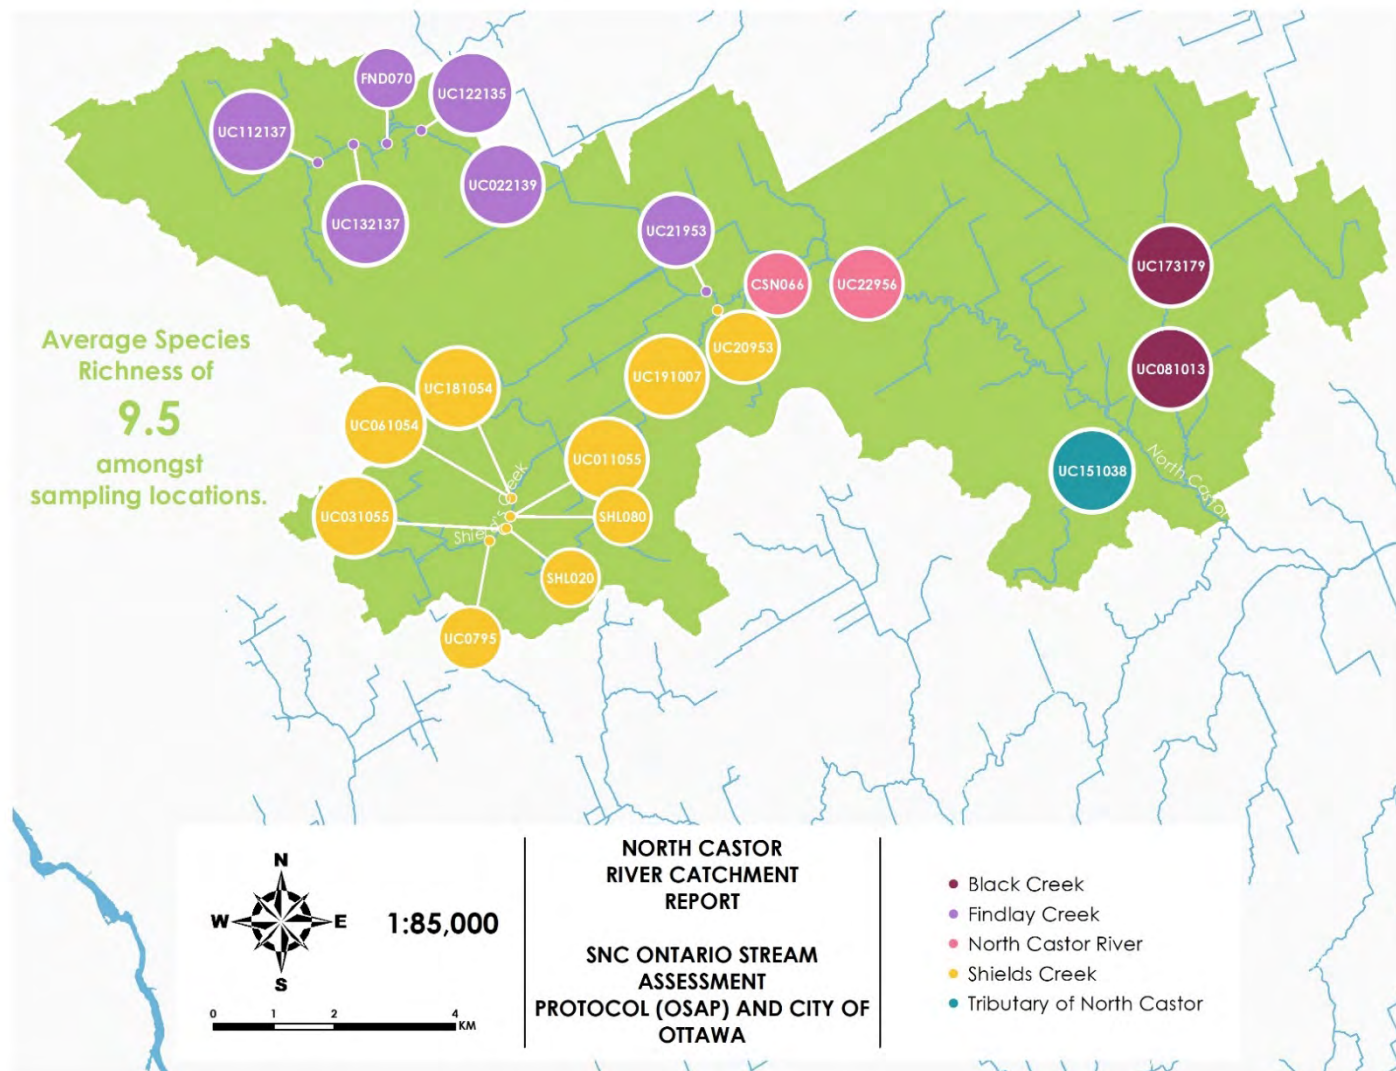 FND070
UC122135
UC112137
UC022139
UC132137
UC21953
UC173179
CSN066
UC22956
Average Species
Richness of
9.5
amongst
sampling locations.
UC20953
UC081013
UC191007
UC181054
UC061054
UC011055
UC151038
North Castor
UC031055
SHL080
SHL020
UC0795
N
W
E
S
1:85,000
0 1 2 4
KM
NORTH CASTOR
RIVER CATCHMENT
REPORT
SNC ONTARIO STREAM
ASSESSMENT
PROTOCOL (OSAP) AND CITY OF
OTTAWA
Black Creek
Findlay Creek
North Castor River
Shields Creek
Tributary of North Castor